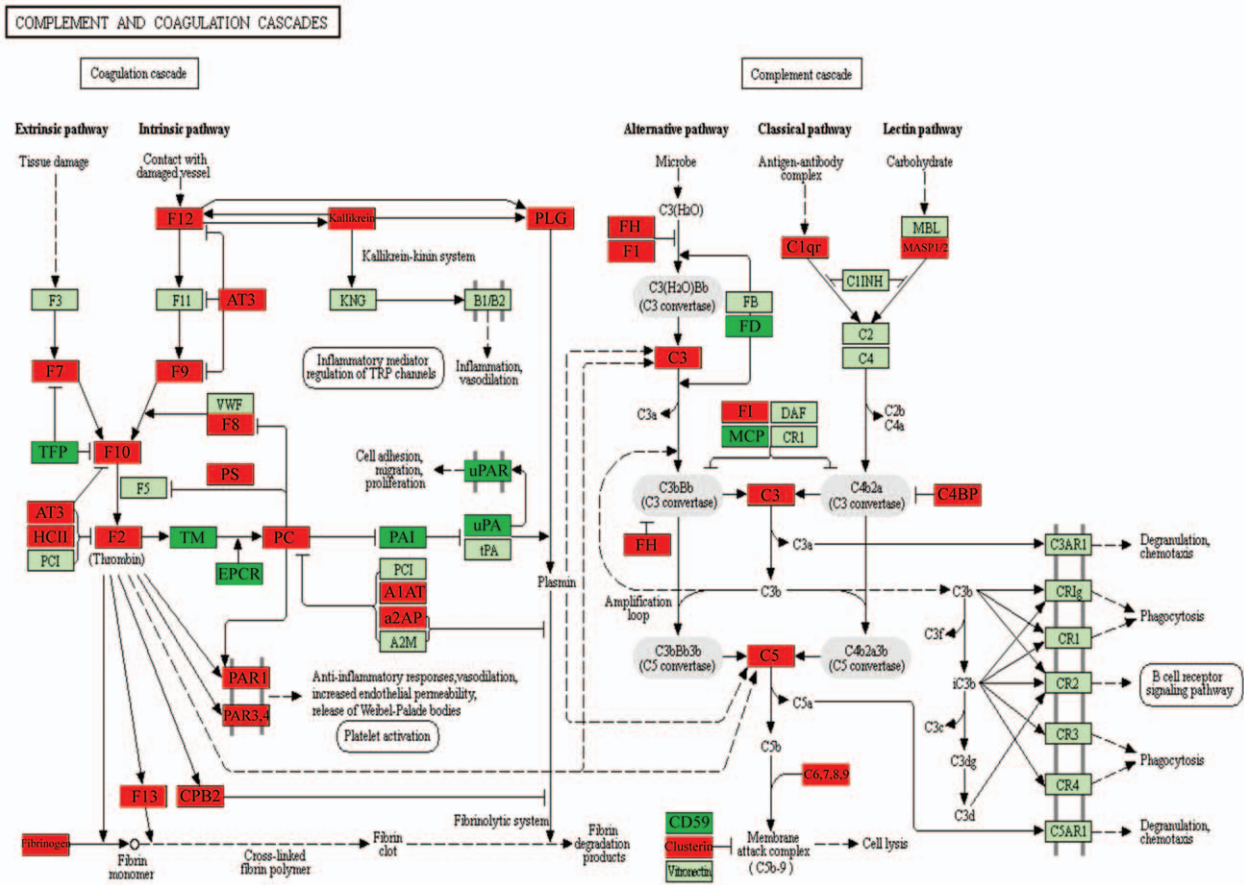 COMPLEMENT AND COAGULATION CASCADES
Coagulation cascade
Complement cascade
Extrinsic pathway
Intrinsic pathway
Alternative pathway
Classical pathway
Lectin pathway
Tissue damage
Contact with
damaged vessel
Microbe
Antigen-antibody
complex
Carbohydrate
F12
Kallikrein
PLG
C3(H2O)
FH
F1
C1qr
MBL
MASP1/2
Kallikrein-kinin system
C1INH
F3
F11
AT3
KNG
B1/B2
C3(H2O)Bb
(C3 convertase)
FB
FD
C2
C4
F7
F9
Inflammatory mediator
regulation of TRP channels
Inflammation,
vasodilation
C3
VWF
F8
C3a
FI
DAF
MCP
CR1
C2b
C4a
TFP
F10
PS
F5
Cell adhesion,
migration,
proliferation
uPAR
C3bBb
(C3 convertase)
C3
C4b2a
(C3 convertase)
C4BP
AT3
HCII
PCI
F2
(Thrombin)
TM
EPCR
PC
PAI
uPA
tPA
FH
C3a
C3AR1
Degranulation,
chemotaxis
PCI
A1AT
a2AP
A2M
Plasmin
Amplification
loop
C3b
C3b
CRIg
Phagocytosis
C3f
CR1
C3bBb3b
(C5 convertase)
C5
C4b2a3b
(C5 convertase)
iC3b
CR2
B cell receptor
signaling pathway
PAR1
PAR3,4
Anti-inflammatory responses,vasodilation,
increased endothelial permeability,
release of Weibel-Palade bodies
Platelet activation
C5a
C3c
CR3
C5b
C3dg
Phagocytosis
C6,7,8,9
CR4
F13
CPB2
C3d
Fibrinolytic system
CD59
Clusterin
Vitronectin
Membrane
attack complex
(C5b-9)
Cell lysis
C5AR1
Degranulation,
chemotaxis
Fibrinogen
Fibrin
monomer
Cross-linked
fibrin polymer
Fibrin
clot
Fibrin
degradation
products